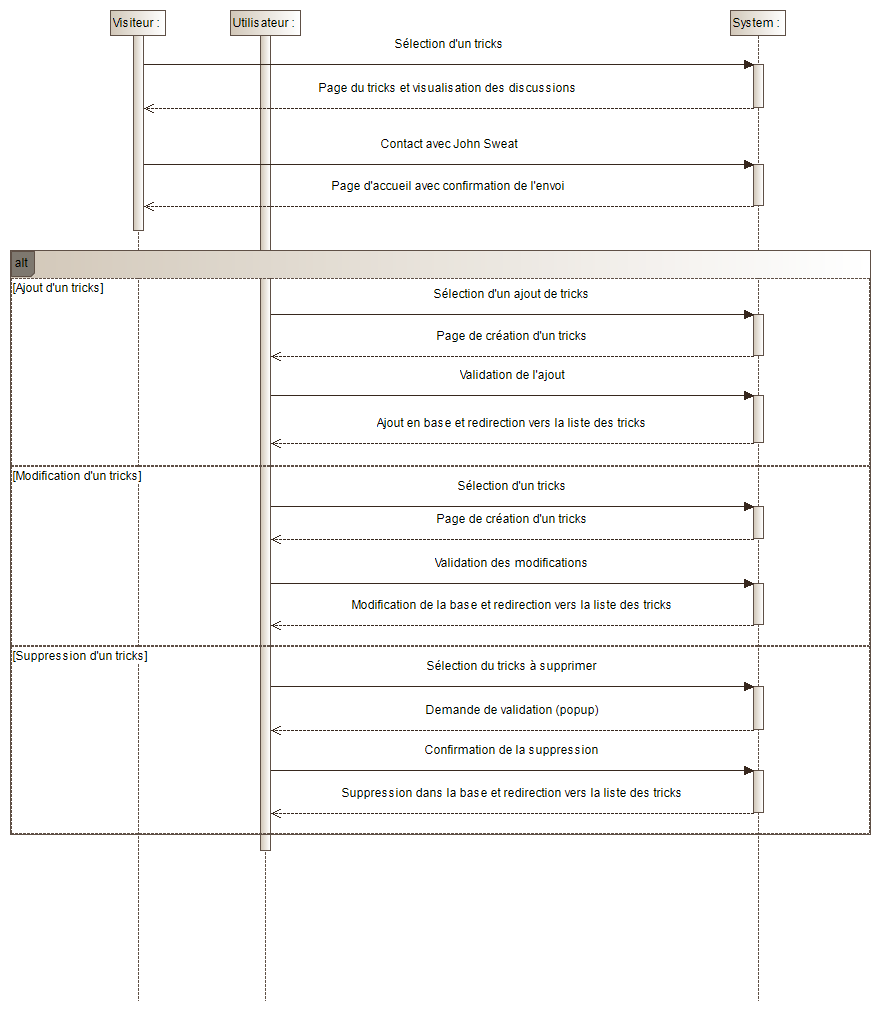 Visiteur :
Utilisateur :
System :
Sélection d'un tricks
Page du tricks et visualisation des discussions
Contact avec John Sweat
Page d'accueil avec confirmation de l'envoi
alt
[Ajout d'un tricks]
Sélection d'un ajout de tricks
Page de création d'un tricks
Validation de l'ajout
Ajout en base et redirection vers la liste des tricks
[Modification d'un tricks]
Sélection d'un tricks
Page de création d'un tricks
Validation des modifications
Modification de la base et redirection vers la liste des tricks
[Suppression d'un tricks]
Sélection du tricks à supprimer
Demande de validation (popup)
Confirmation de la suppression
Suppression dans la base et redirection vers la liste des tricks